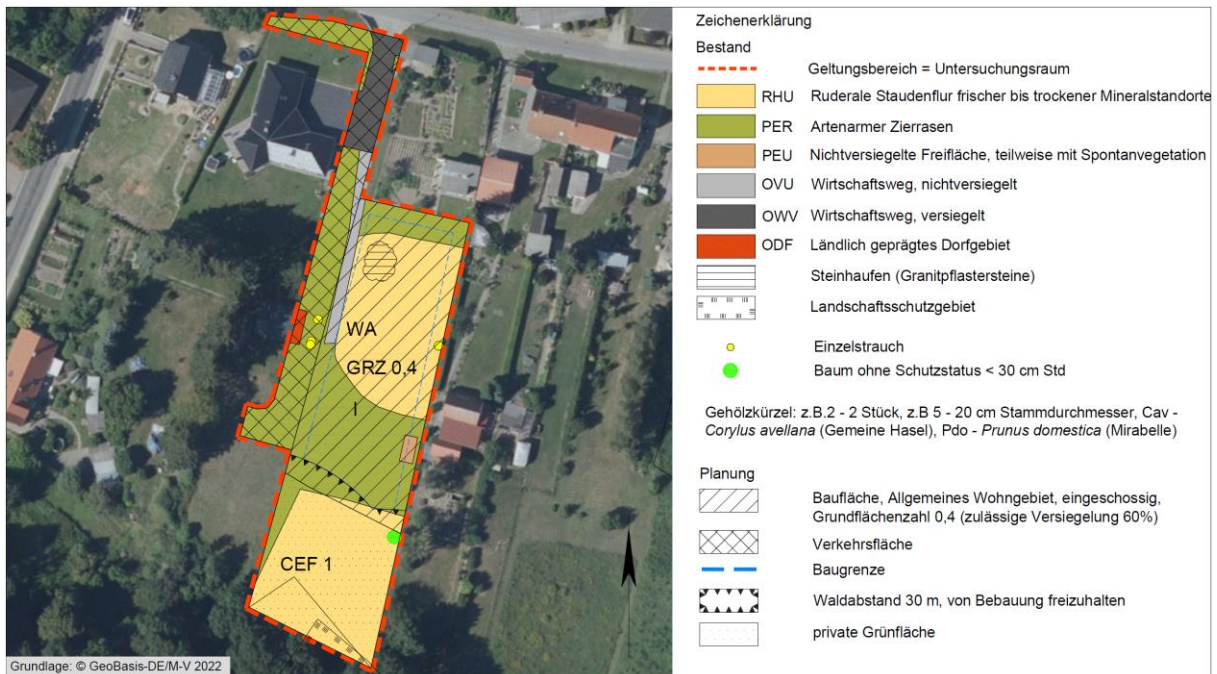 WA
GRZ 0,4
I
CEF 1
Grundlage: © GeoBasis-DE/M-V 2022
Zeichenerklärung
Bestand
Geltungsbereich = Untersuchungsraum
RHU Ruderale Staudenflur frischer bis trockener Mineralstandorte
PER Artenarmer Zierrasen
PEU Nichtversiegelte Freifläche, teilweise mit Spontanvegetation
OVU Wirtschaftsweg, nichtversiegelt
OWV Wirtschaftsweg, versiegelt
ODF Ländlich geprägtes Dorfgebiet
Steinhaufen (Granitpflastersteine)
Landschaftsschutzgebiet
Einzelstrauch
Baum ohne Schutzstatus < 30 cm Std
Gehölzkürzel: z.B.2 - 2 Stück, z.B 5 - 20 cm Stammdurchmesser, Cav -
Corylus avellana (Gemeine Hasel), Pdo - Prunus domestica (Mirabelle)
Planung
Baufläche, Allgemeines Wohngebiet, eingeschossig,
Grundflächenzahl 0,4 (zulässige Versiegelung 60%)
Verkehrsfläche
Baugrenze
Waldabstand 30 m, von Bebauung freizuhalten
private Grünfläche